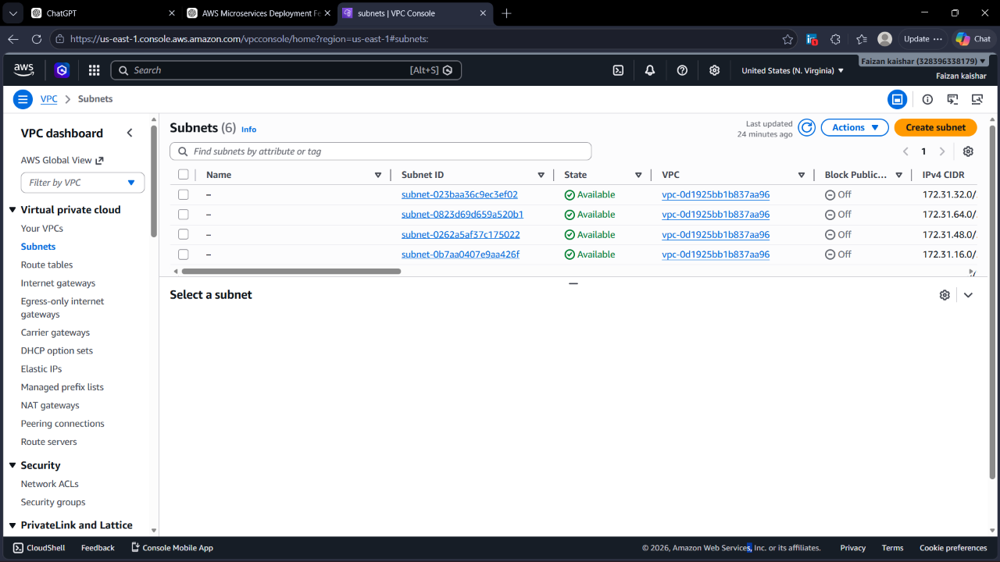 ChatGPT
AWS Microservices Deployment Fe
subnets | VPC Console
https://us-east-1.console.aws.amazon.com/vpcconsole/home?region=us-east-1#subnets:
1
Update
Chat
aws
Search
[Alt+S]
United States (N. Virginia)
Faizan kaishar (328396338179)
Faizan kaishar
VPC
Subnets
VPC dashboard
AWS Global View
Filter by VPC
Virtual private cloud
Your VPCs
Subnets
Route tables
Internet gateways
Egress-only internet
gateways
Carrier gateways
DHCP option sets
Elastic IPs
Managed prefix lists
NAT gateways
Peering connections
Route servers
Security
Network ACLs
Security groups
PrivateLink and Lattice
Subnets (6) Info
Last updated
24 minutes ago
Actions
Create subnet
Find subnets by attribute or tag
1
Name Subnet ID State VPC Block Public... IPv4 CIDR
– subnet-023baa36c9ec3ef02 Available vpc-0d1925bb1b837aa96 Off 172.31.32.0/
– subnet-0823d69d659a520b1 Available vpc-0d1925bb1b837aa96 Off 172.31.64.0/
– subnet-0262a5af37c175022 Available vpc-0d1925bb1b837aa96 Off 172.31.48.0/
– subnet-0b7aa0407e9aa426f Available vpc-0d1925bb1b837aa96 Off 172.31.16.0/
Select a subnet
CloudShell
Feedback
Console Mobile App
© 2026, Amazon Web Services, Inc. or its affiliates.
Privacy
Terms
Cookie preferences